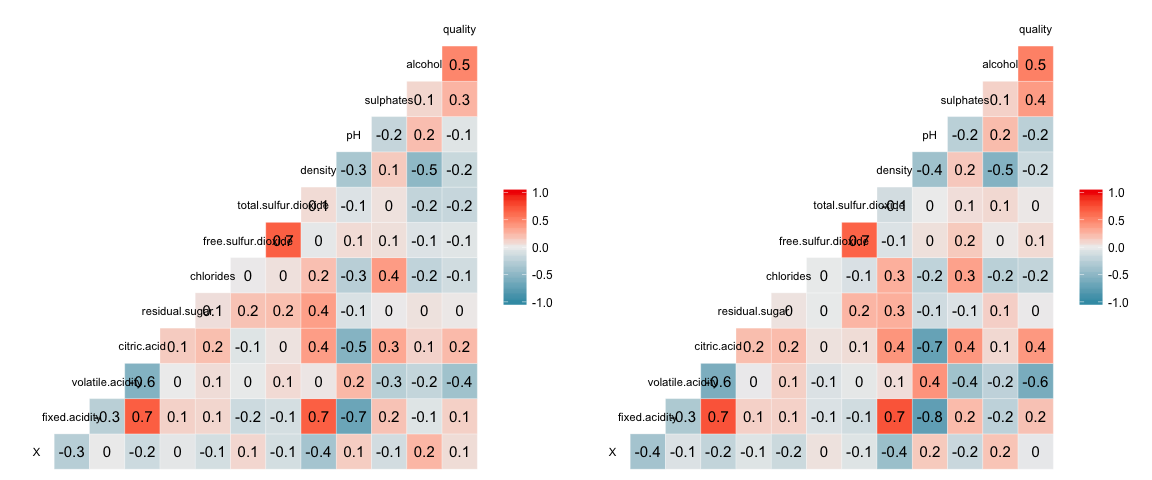 quality
alcohol 0.5
sulphates 0.1 0.3
pH -0.2 0.2 -0.1
density -0.3 0.1 -0.5 -0.2
total.sulfur.dioxide 0.1 -0.1 0 -0.2 -0.2
free.sulfur.dioxide 0.7 0 0.1 0.1 -0.1 -0.1
chlorides 0 0 0.2 -0.3 0.4 -0.2 -0.1
residual.sugar 0.1 0.2 0.2 0.4 -0.1 0 0 0
citric.acid 0.1 0.2 -0.1 0 0.4 -0.5 0.3 0.1 0.2
volatile.acidity -0.6 0 0.1 0 0.1 0 0.2 -0.3 -0.2 -0.4
fixed.acidity -0.3 0.7 0.1 0.1 -0.2 -0.1 0.7 -0.7 0.2 -0.1 0.1
X -0.3 0 -0.2 0 -0.1 0.1 -0.1 -0.4 0.1 -0.1 0.2 0.1
1.0
0.5
0.0
-0.5
-1.0
quality
alcohol 0.5
sulphates 0.1 0.4
pH -0.2 0.2 -0.2
density -0.4 0.2 -0.5 -0.2
total.sulfur.dioxide -0.1 0 0.1 0.1 0
free.sulfur.dioxide 0.7 -0.1 0 0.2 0 0.1
chlorides 0 -0.1 0.3 -0.2 0.3 -0.2 -0.2
residual.sugar 0 0 0.2 0.3 -0.1 -0.1 0.1 0
citric.acid 0.2 0.2 0 0.1 0.4 -0.7 0.4 0.1 0.4
volatile.acidity -0.6 0 0.1 -0.1 0 0.1 0.4 -0.4 -0.2 -0.6
fixed.acidity -0.3 0.7 0.1 0.1 -0.1 0 0.7 -0.8 0.2 -0.2 0.2
X -0.4 -0.1 -0.2 -0.1 -0.2 0 -0.1 -0.4 0.2 -0.2 0.2 0
1.0
0.5
0.0
-0.5
-1.0